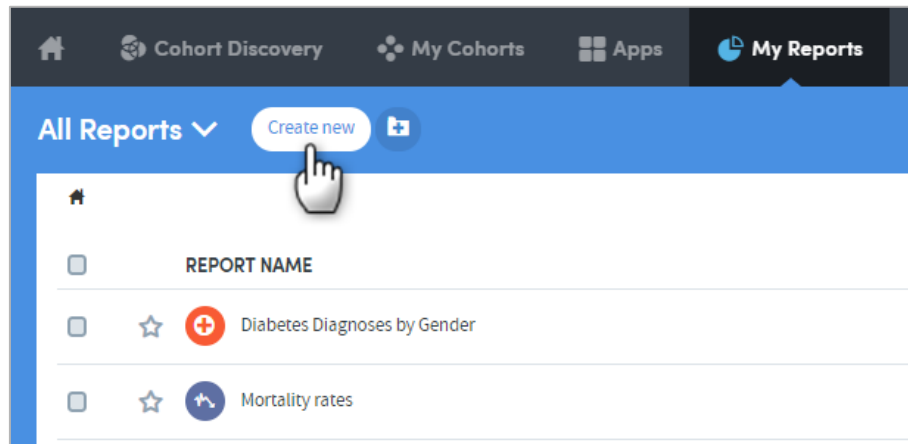 Cohort Discovery My Cohorts Apps My Reports
All Reports Create new
REPORT NAME
Diabetes Diagnoses by Gender
Mortality rates